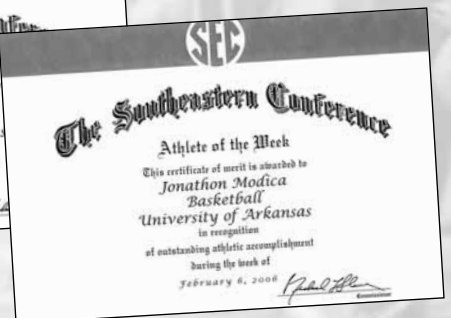 SEC
The Southeastern Conference
Athlete of the Week
This certificate of merit is awarded to
Jonathon Modica
Basketball
University of Arkansas
in recognition
of outstanding athletic accomplishment
during the week of
February 6, 2006
Commissioner